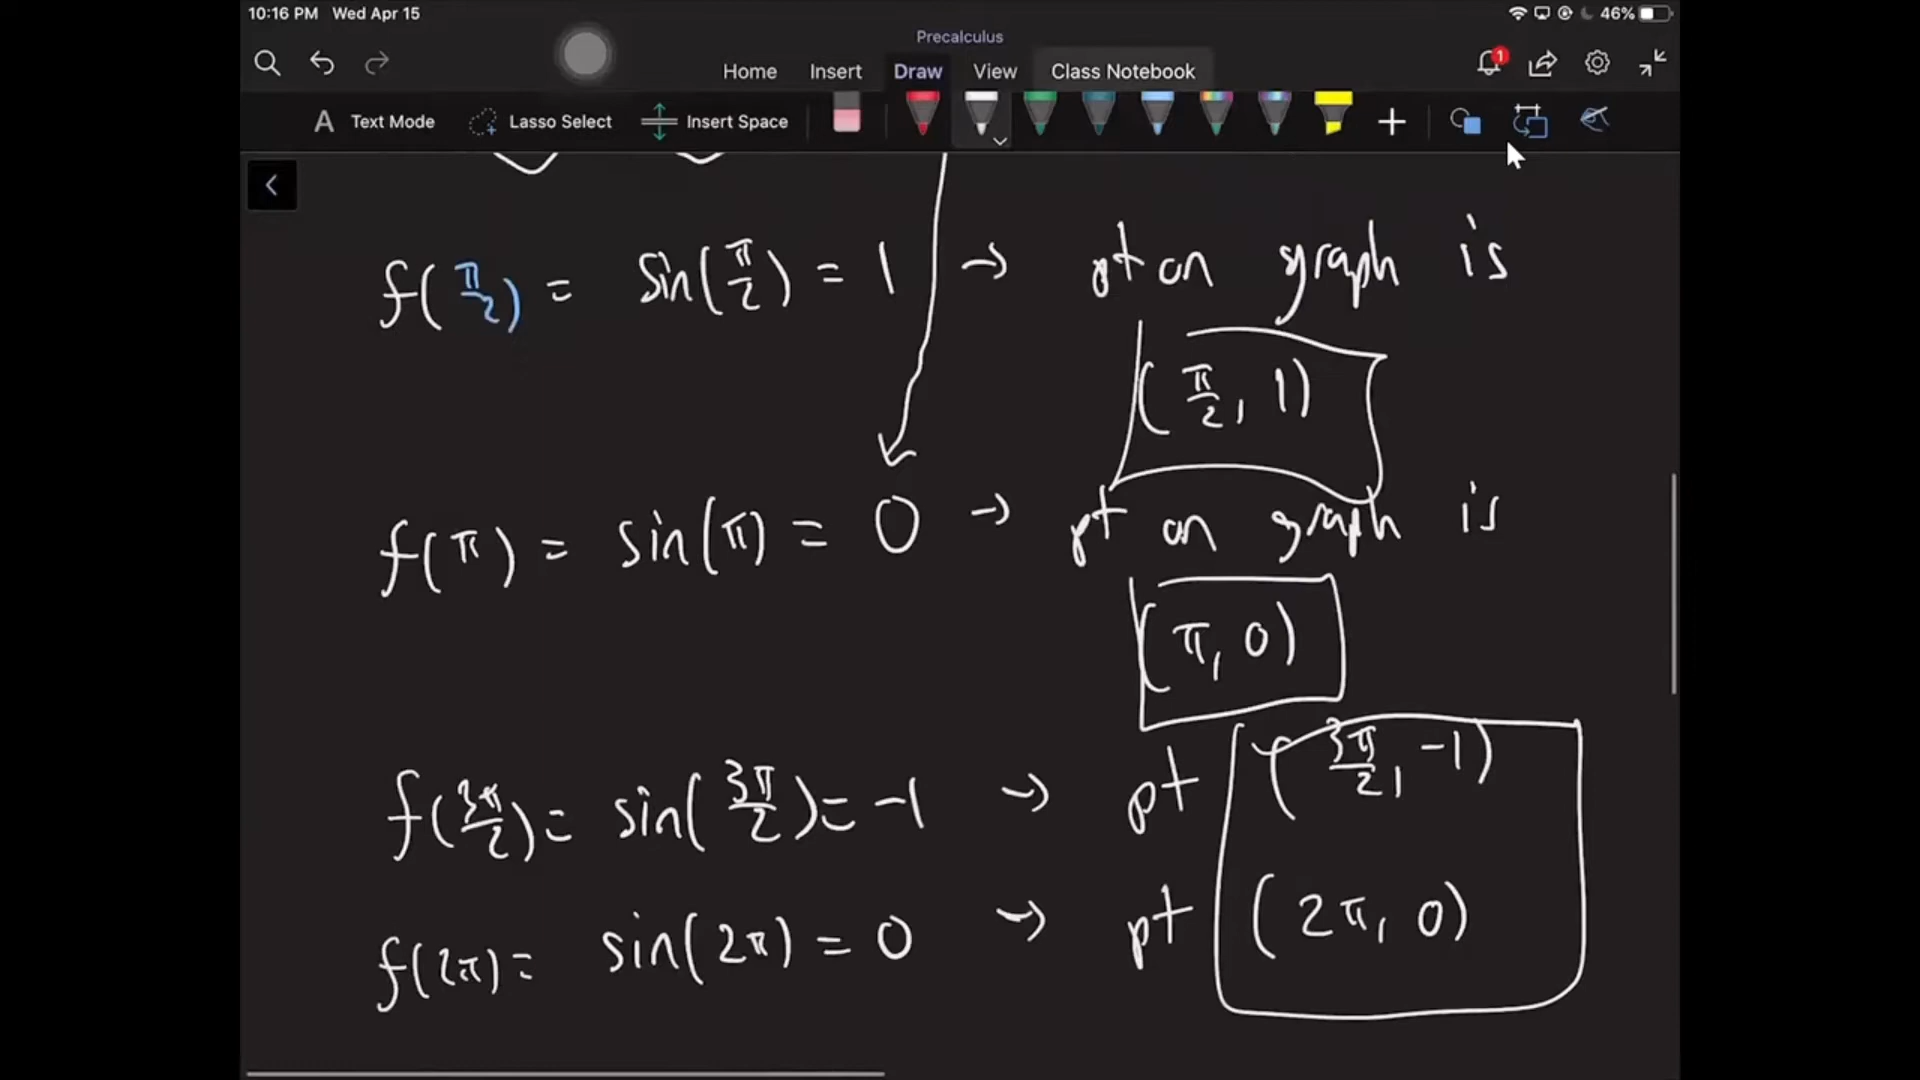 10:16 PM Wed Apr 15 46%
Precalculus
Home Insert Draw View Class Notebook 1
A Text Mode Lasso Select Insert Space
f(π/2) = sin(π/2) = 1 → pt on graph is
(π/2, 1)
f(π) = sin(π) = 0 → pt on graph is
(π, 0)
f(3π/2) = sin(3π/2) = -1 → pt (3π/2, -1)
f(2π) = sin(2π) = 0 → pt (2π, 0)